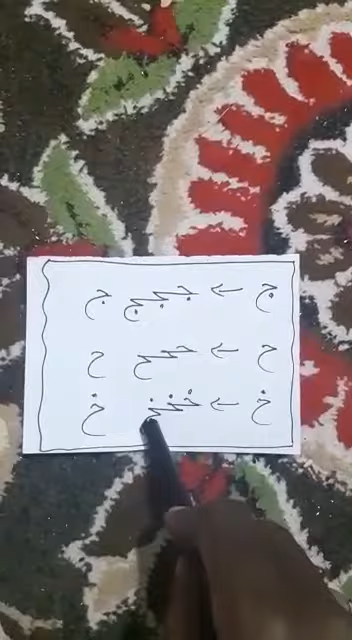 ج ← ججج ج
ح ← ححح ح
خ ← خخخ خ